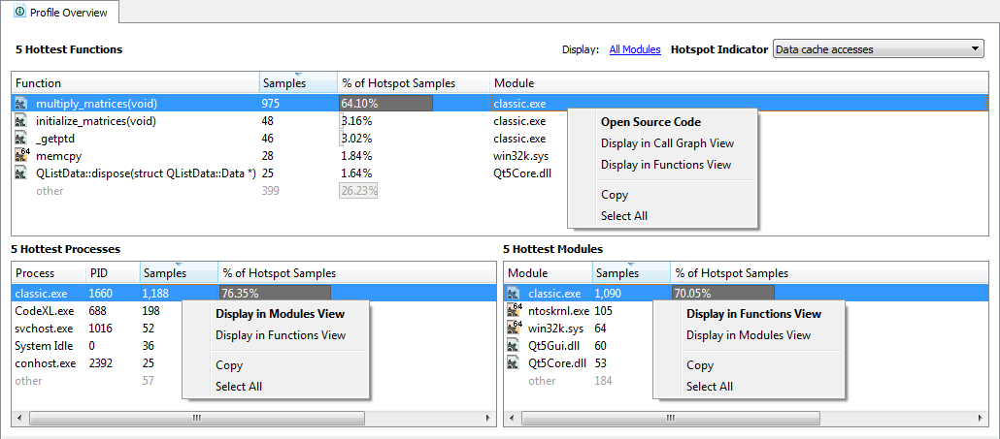 Profile Overview
5 Hottest Functions Display: All Modules Hotspot Indicator Data cache accesses
Function Samples % of Hotspot Samples Module
multiply_matrices(void) 975 64.10% classic.exe
initialize_matrices(void) 48 3.16% classic.exe
_getptd 46 3.02% classic.exe
64 memcpy 28 1.84% win32k.sys
QListData::dispose(struct QListData::Data *) 25 1.64% Qt5Core.dll
other 399 26.23%
Open Source Code
Display in Call Graph View
Display in Functions View
Copy
Select All
5 Hottest Processes
Process PID Samples % of Hotspot Samples
classic.exe 1660 1,188 76.35%
CodeXL.exe 688 198
svchost.exe 1016 52
System Idle 0 36
conhost.exe 2392 25
other 57
Display in Modules View
Display in Functions View
Copy
Select All
5 Hottest Modules
Module Samples % of Hotspot Samples
classic.exe 1,090 70.05%
64 ntoskrnl.exe 105
64 win32k.sys 64
Qt5Gui.dll 60
Qt5Core.dll 53
other 184
Display in Functions View
Display in Modules View
Copy
Select All